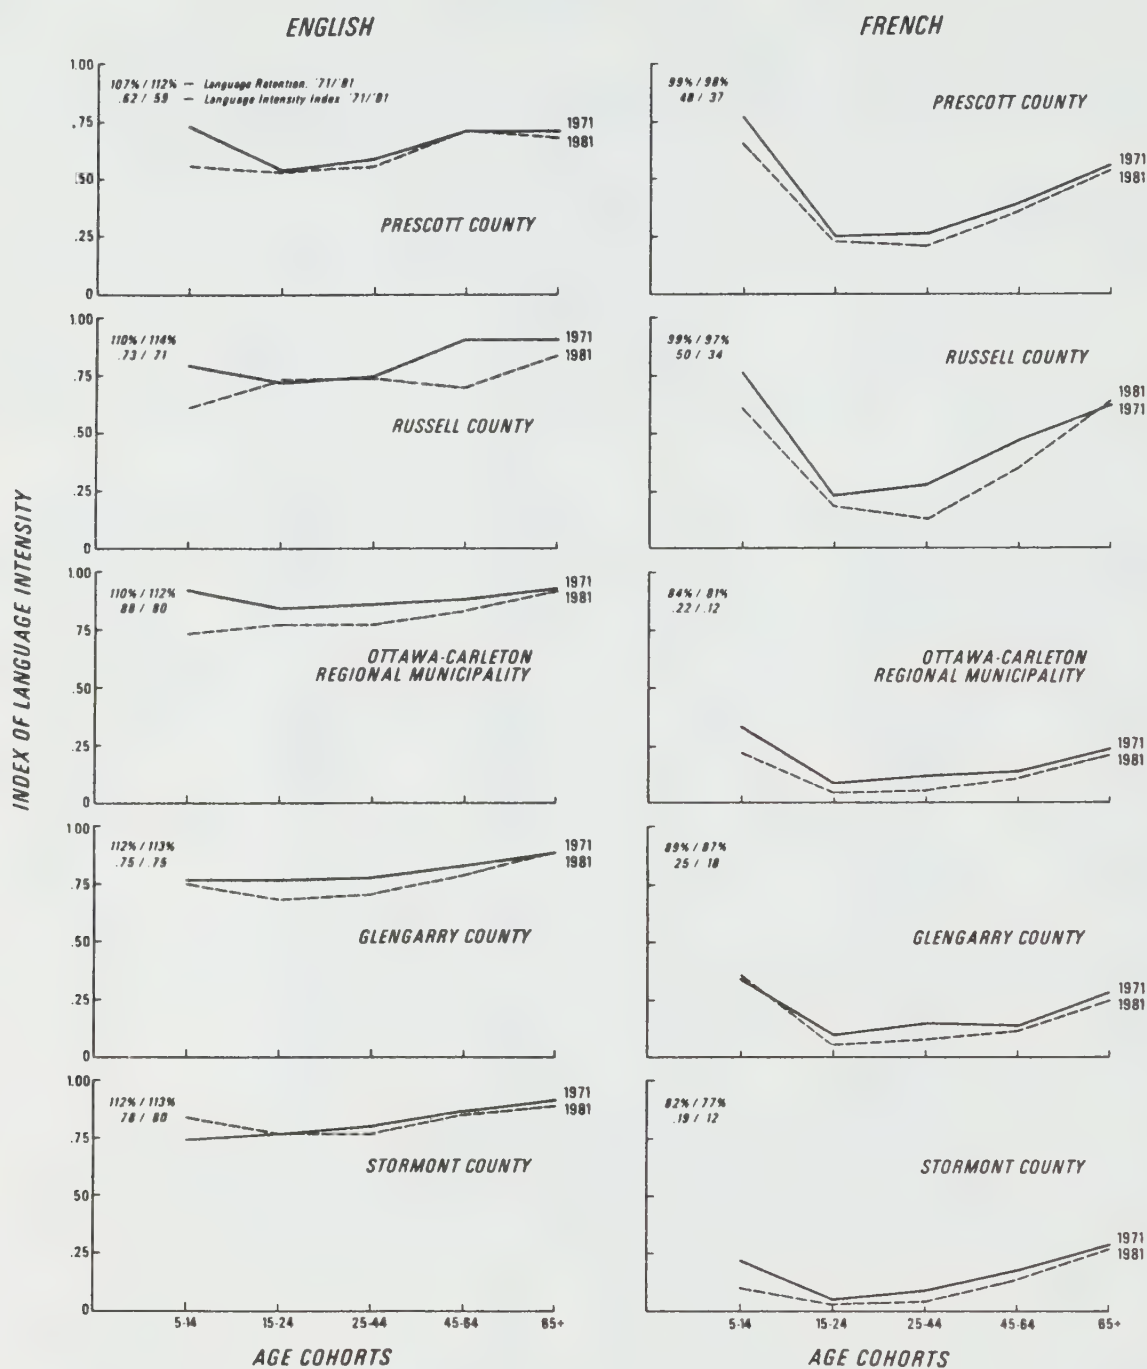 ENGLISH
FRENCH
INDEX OF LANGUAGE INTENSITY
1.00
.75
.50
.25
0
107% / 112% — Language Retention. '71/'81
.62 / 59 — Language Intensity Index '71/'81
1971
1981
PRESCOTT COUNTY
99% / 98%
48 / 37
PRESCOTT COUNTY
1971
1981
1.00
.75
.50
.25
0
110% / 114%
.73 / 71
1971
1981
RUSSELL COUNTY
99% / 97%
50 / 34
RUSSELL COUNTY
1981
1971
1.00
.75
.50
.25
0
110% / 112%
88 / 80
1971
1981
OTTAWA-CARLETON
REGIONAL MUNICIPALITY
84% / 81%
.22 / .12
OTTAWA-CARLETON
REGIONAL MUNICIPALITY
1971
1981
1.00
.75
.50
.25
0
112% / 113%
.75 / .75
1971
1981
GLENGARRY COUNTY
89% / 87%
25 / 18
GLENGARRY COUNTY
1971
1981
1.00
.75
.50
.25
0
112% / 113%
78 / 80
1971
1981
STORMONT COUNTY
82% / 77%
.19 / 12
STORMONT COUNTY
1971
1981
5-14
15-24
25-44
45-64
65+
5-14
15-24
25-44
45-64
65+
AGE COHORTS
AGE COHORTS